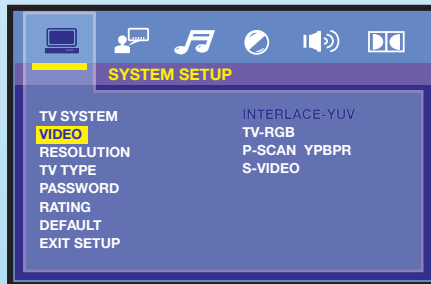 SYSTEM SETUP
TV SYSTEM
VIDEO
RESOLUTION
TV TYPE
PASSWORD
RATING
DEFAULT
EXIT SETUP
INTERLACE-YUV
TV-RGB
P-SCAN YPBPR
S-VIDEO